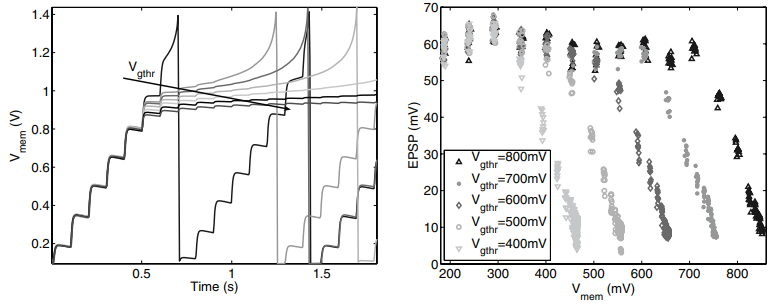 1.4
1.2
1
0.8
0.6
0.4
0.2
V_mem (V)
V_gthr
0.5
1
1.5
Time (s)
70
60
50
40
30
20
10
0
EPSP (mV)
V_gthr=800mV
V_gthr=700mV
V_gthr=600mV
V_gthr=500mV
V_gthr=400mV
200
300
400
500
600
700
800
V_mem (mV)